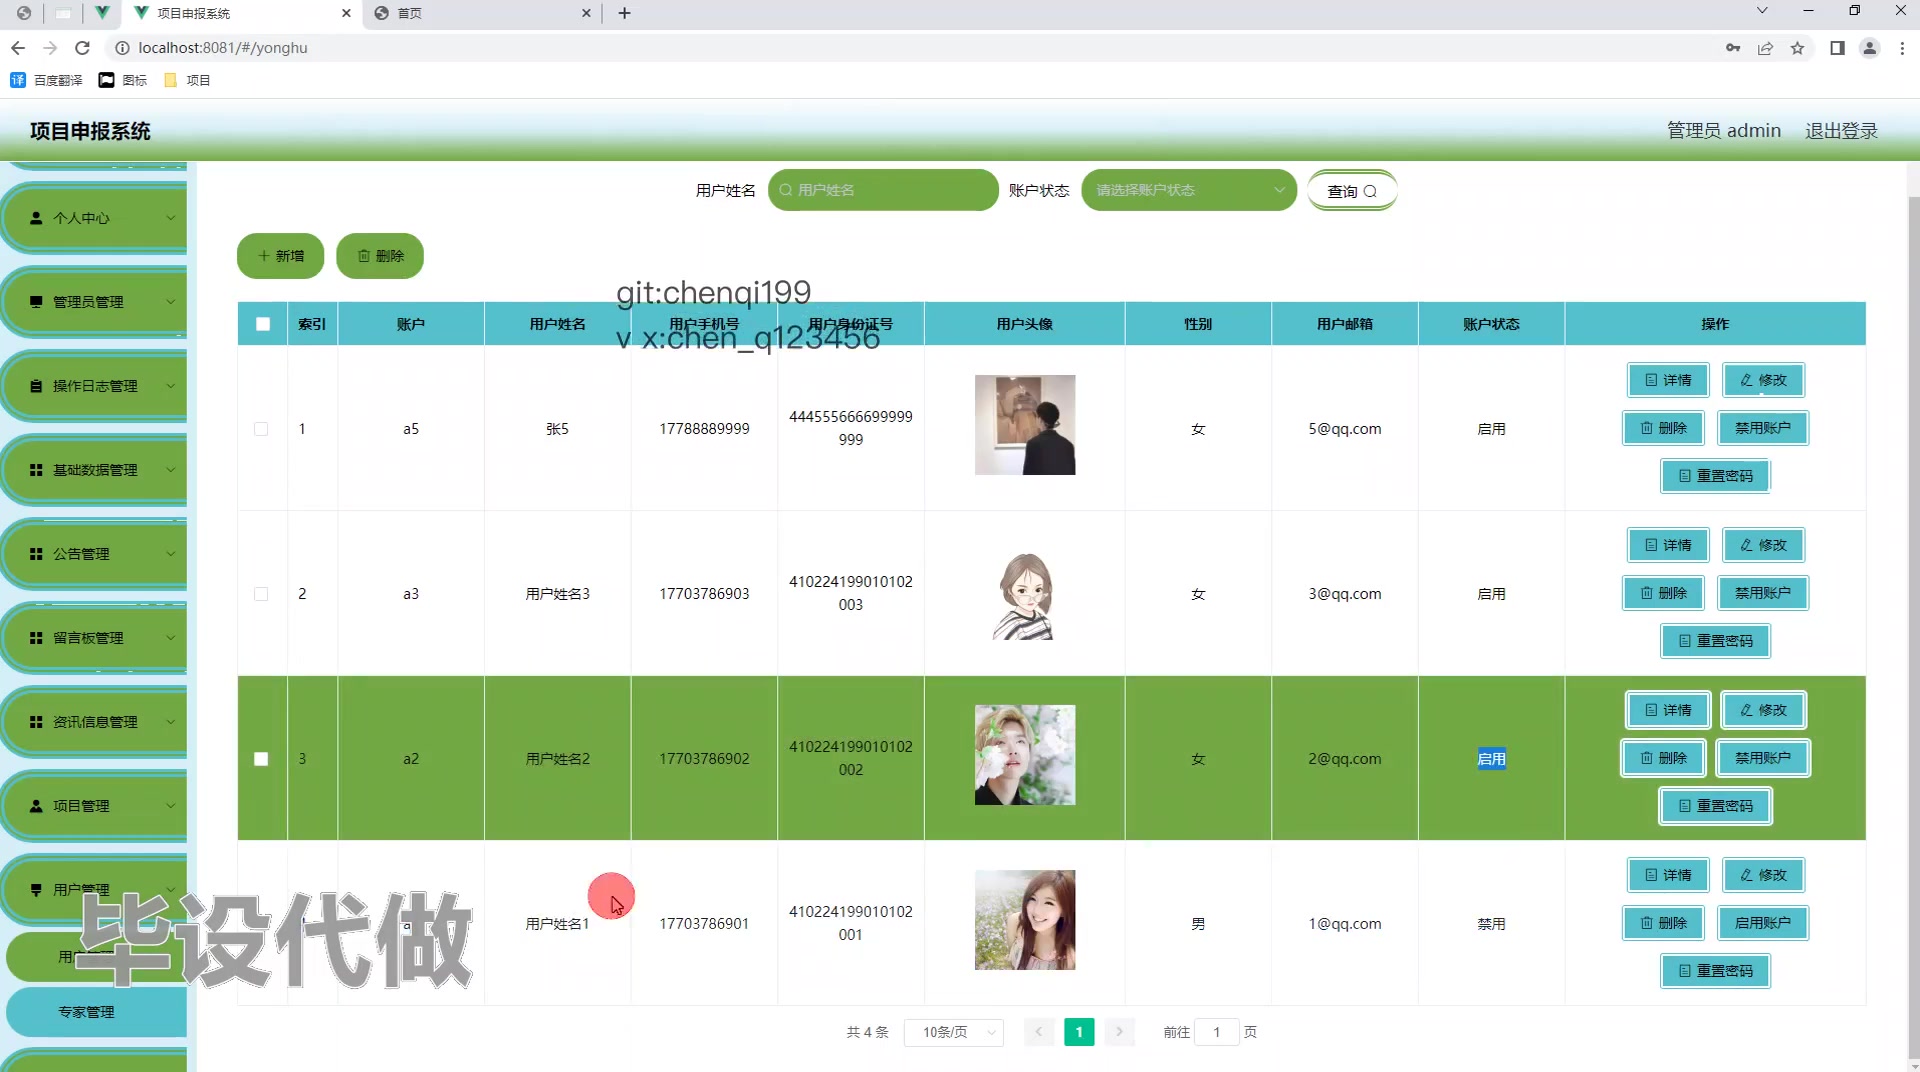 项目申报系统
首页
localhost:8081/#/yonghu
百度翻译
图标
项目
项目申报系统
管理员 admin
退出登录
个人中心
管理员管理
操作日志管理
基础数据管理
公告管理
留言板管理
资讯信息管理
项目管理
用户管理
专家管理
用户姓名
用户姓名
账户状态
请选择账户状态
查询
新增
删除
git:chenqi199
v x:chen_q123456
索引 账户 用户姓名 用户手机号 用户身份证号 用户头像 性别 用户邮箱 账户状态 操作
1 a5 张5 17788889999 444555666699999
999 女 5@qq.com 启用
详情 修改
删除 禁用账户
重置密码
2 a3 用户姓名3 17703786903 410224199010102
003 女 3@qq.com 启用
详情 修改
删除 禁用账户
重置密码
3 a2 用户姓名2 17703786902 410224199010102
002 女 2@qq.com 启用
详情 修改
删除 禁用账户
重置密码
用户姓名1 17703786901 410224199010102
001 男 1@qq.com 禁用
详情 修改
删除 启用账户
重置密码
毕设代做
共 4 条 10条/页 1 前往 1 页